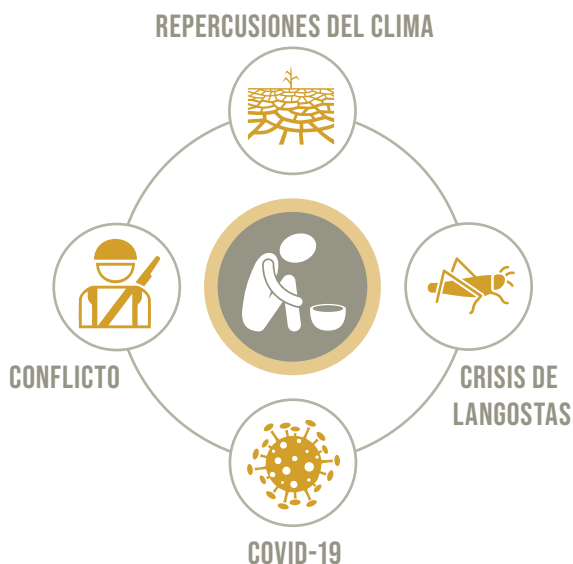 REPERCUSIONES DEL CLIMA
CONFLICTO
CRISIS DE
LANGOSTAS
COVID-19